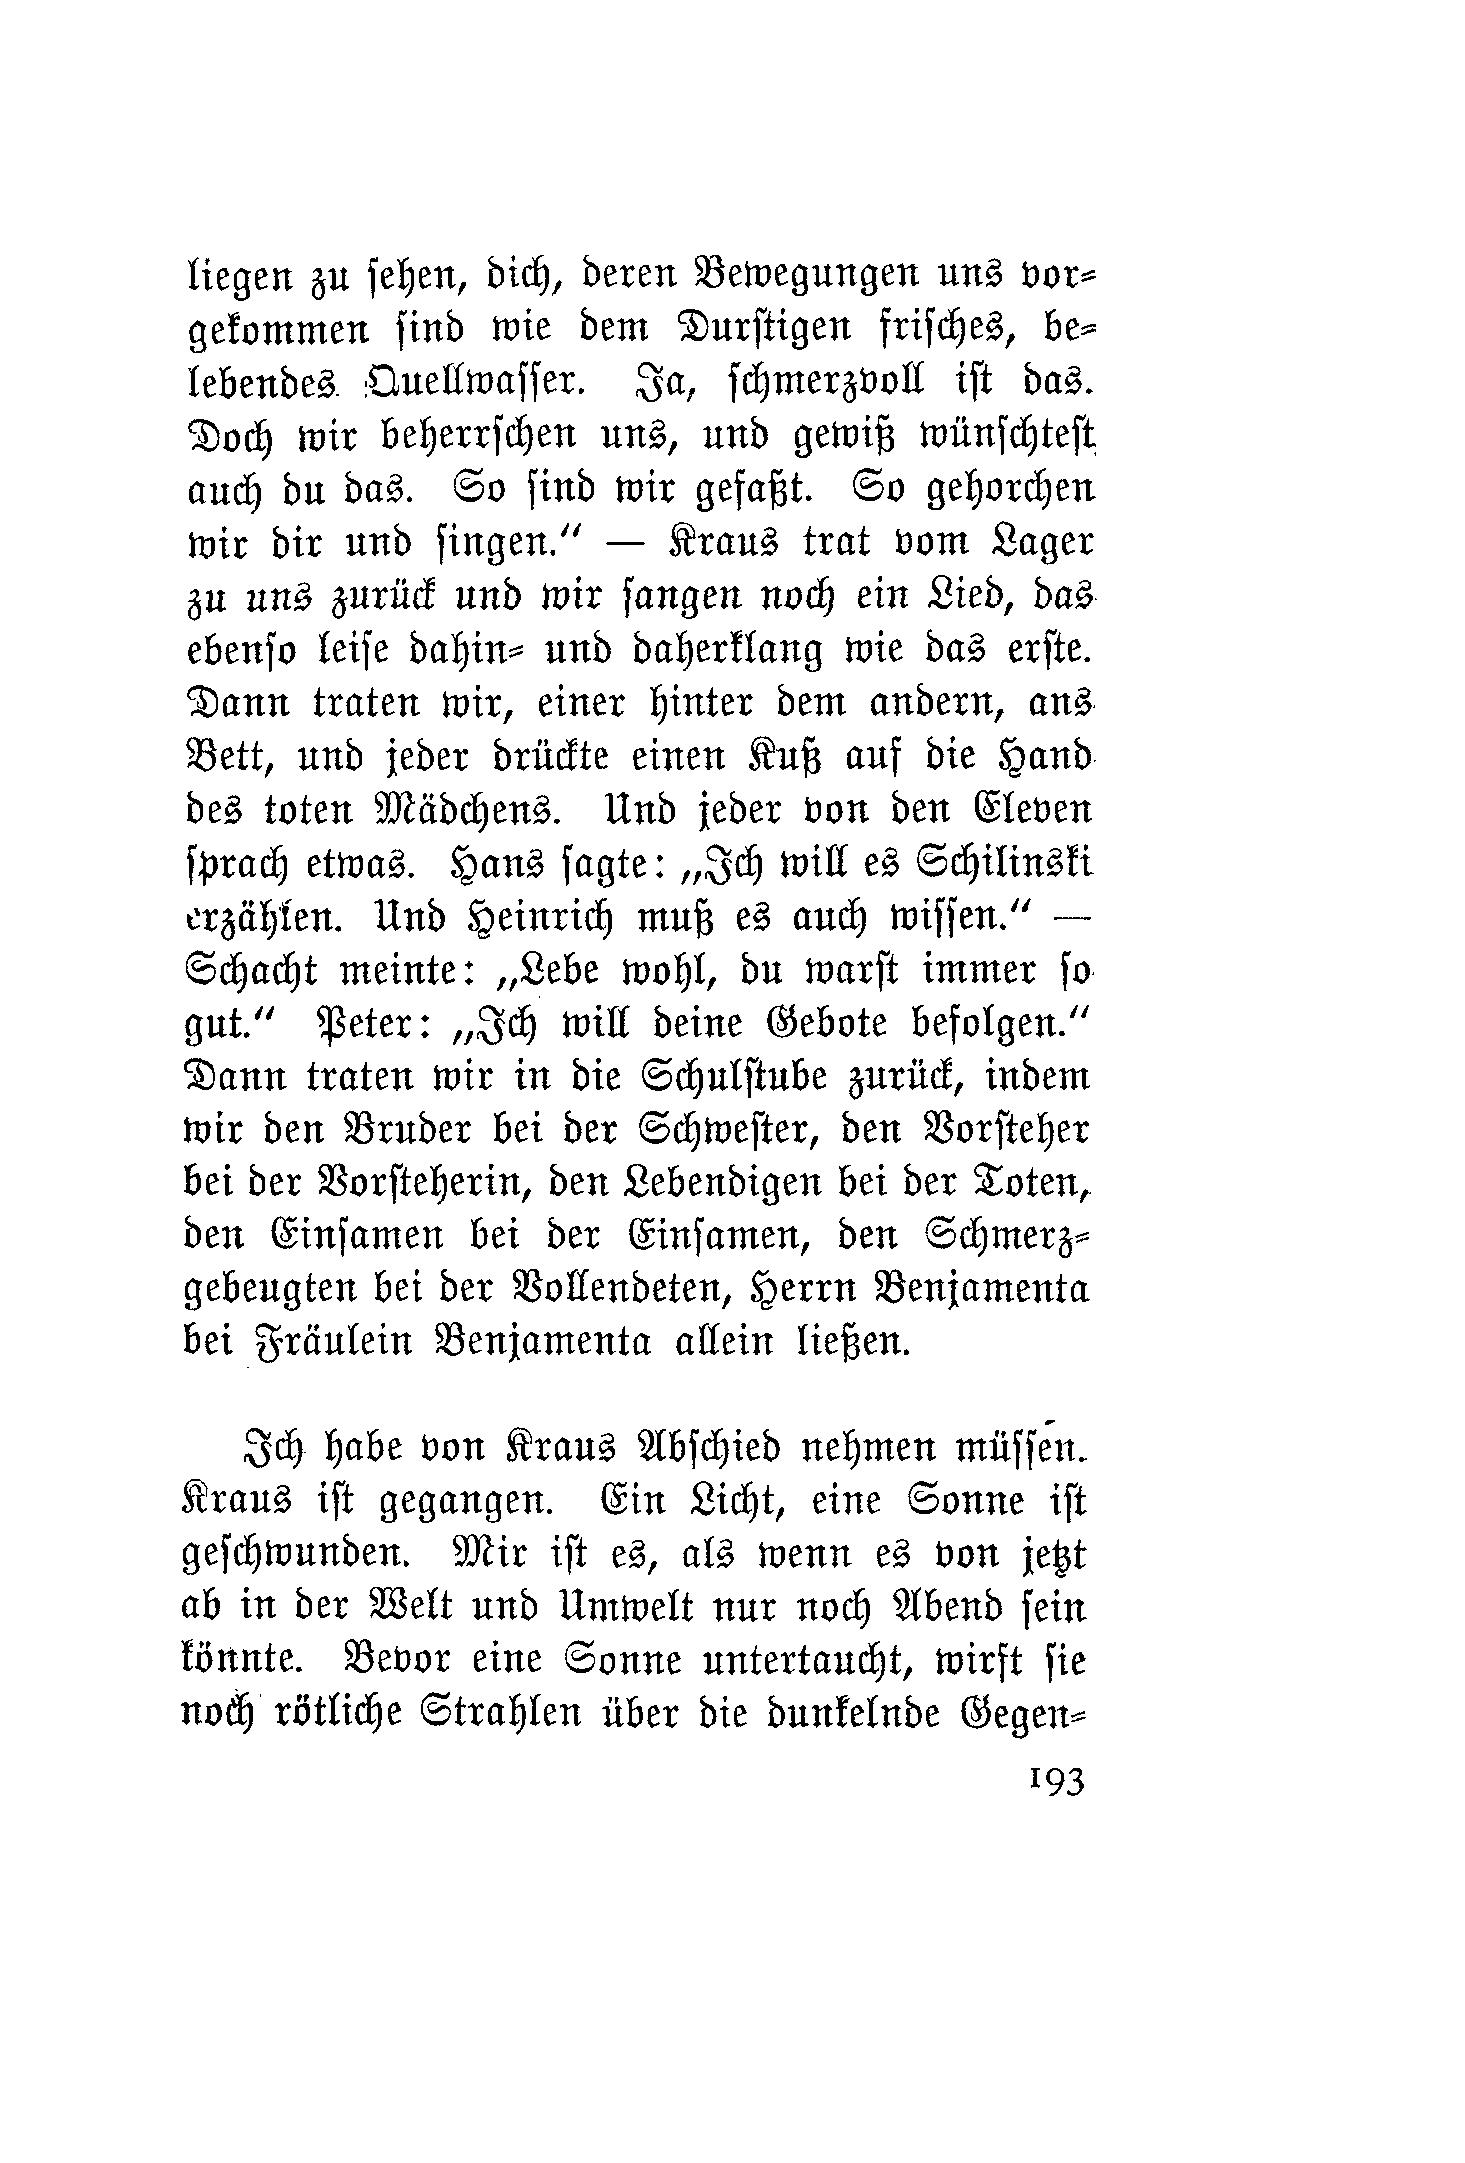 liegen zu sehen, dich, deren Bewegungen uns vor-
gekommen sind wie dem Durstigen frisches, be-
lebendes Quellwasser. Ja, schmerzvoll ist das.
Doch wir beherrschen uns, und gewiß wünschtest
auch du das. So sind wir gefaßt. So gehorchen
wir dir und singen.“ — Kraus trat vom Lager
zu uns zurück und wir sangen noch ein Lied, das
ebenso leise dahin- und daherklang wie das erste.
Dann traten wir, einer hinter dem andern, ans
Bett, und jeder drückte einen Kuß auf die Hand
des toten Mädchens. Und jeder von den Eleven
sprach etwas. Hans sagte: „Ich will es Schilinski
erzählen. Und Heinrich muß es auch wissen.“ —
Schacht meinte: „Lebe wohl, du warst immer so
gut.“ Peter: „Ich will deine Gebote befolgen.“
Dann traten wir in die Schulstube zurück, indem
wir den Bruder bei der Schwester, den Vorsteher
bei der Vorsteherin, den Lebendigen bei der Toten,
den Einsamen bei der Einsamen, den Schmerz-
gebeugten bei der Vollendeten, Herrn Benjamenta
bei Fräulein Benjamenta allein ließen.
Ich habe von Kraus Abschied nehmen müssen.
Kraus ist gegangen. Ein Licht, eine Sonne ist
geschwunden. Mir ist es, als wenn es von jetzt
ab in der Welt und Umwelt nur noch Abend sein
könnte. Bevor eine Sonne untertaucht, wirft sie
noch rötliche Strahlen über die dunkelnde Gegen-
193